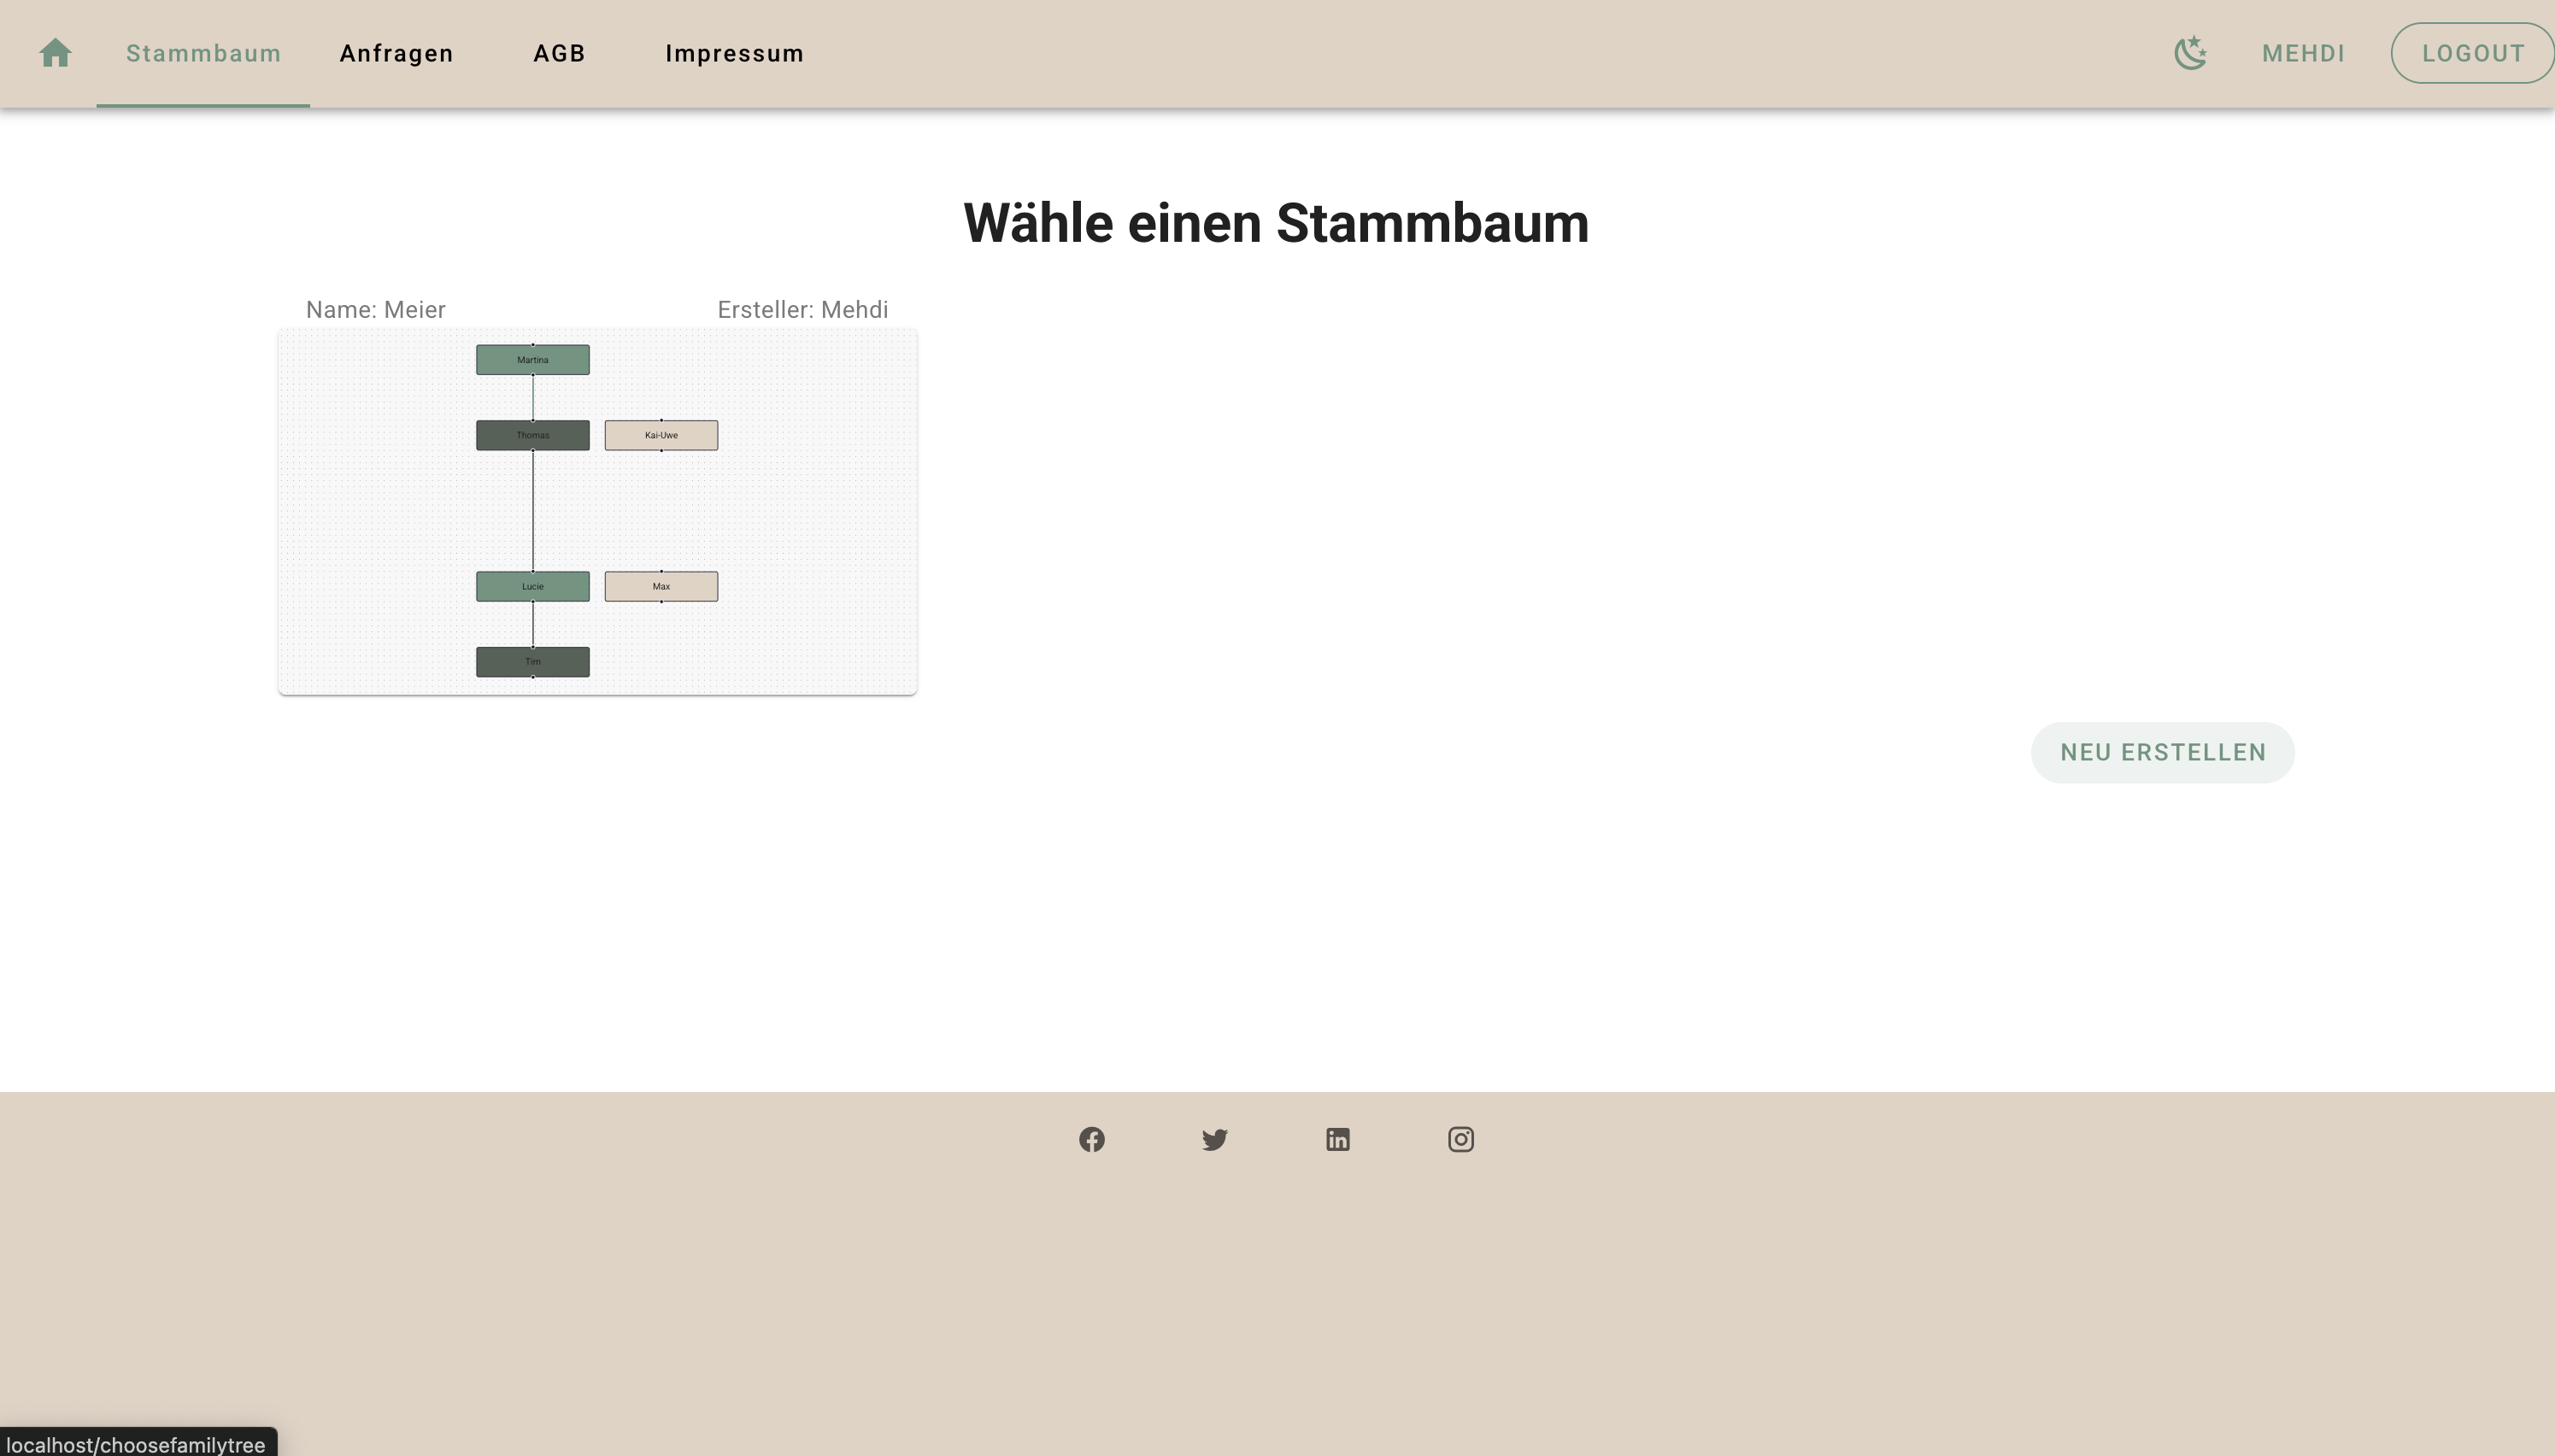 Stammbaum Anfragen AGB Impressum MEHDI LOGOUT
Wähle einen Stammbaum
Name: Meier Ersteller: Mehdi
Martina
Thomas Kai-Uwe
Lucie Max
Tim
NEU ERSTELLEN
localhost/choosefamilytree